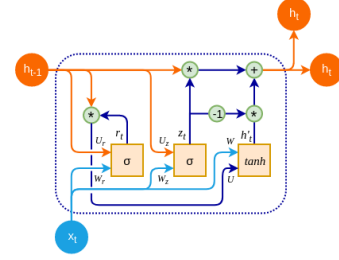 h_t
h_{t-1}
*
+
h_t
*
-1
*
r_t
z_t
h'_t
U_r
U_z
W
σ
σ
tanh
W_r
W_z
U
x_t